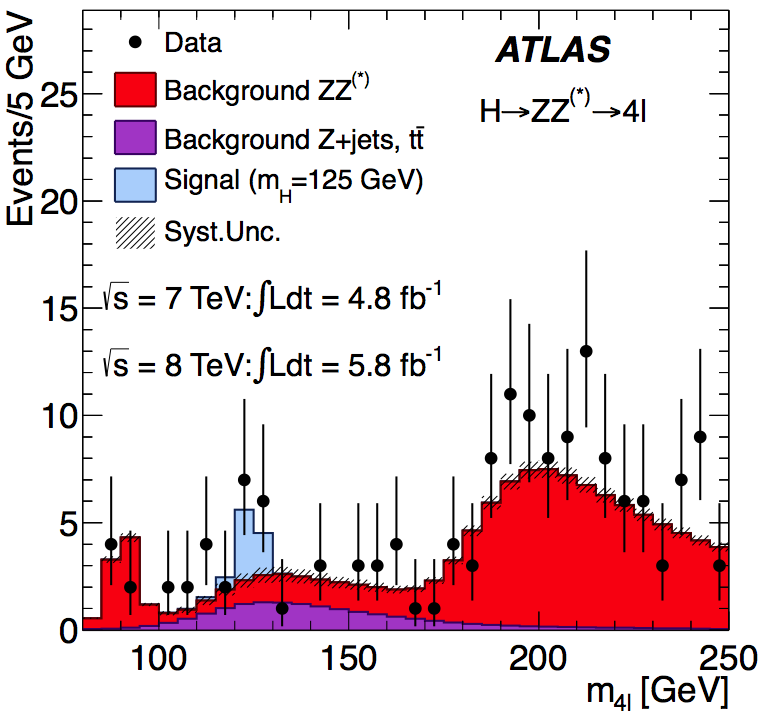 Events/5 GeV
25
20
15
10
5
0
Data
Background ZZ(*)
Background Z+jets, tt̄
Signal (mH=125 GeV)
Syst.Unc.
ATLAS
H→ZZ(*)→4l
√s = 7 TeV:∫Ldt = 4.8 fb-1
√s = 8 TeV:∫Ldt = 5.8 fb-1
100 150 200 250
m4l [GeV]